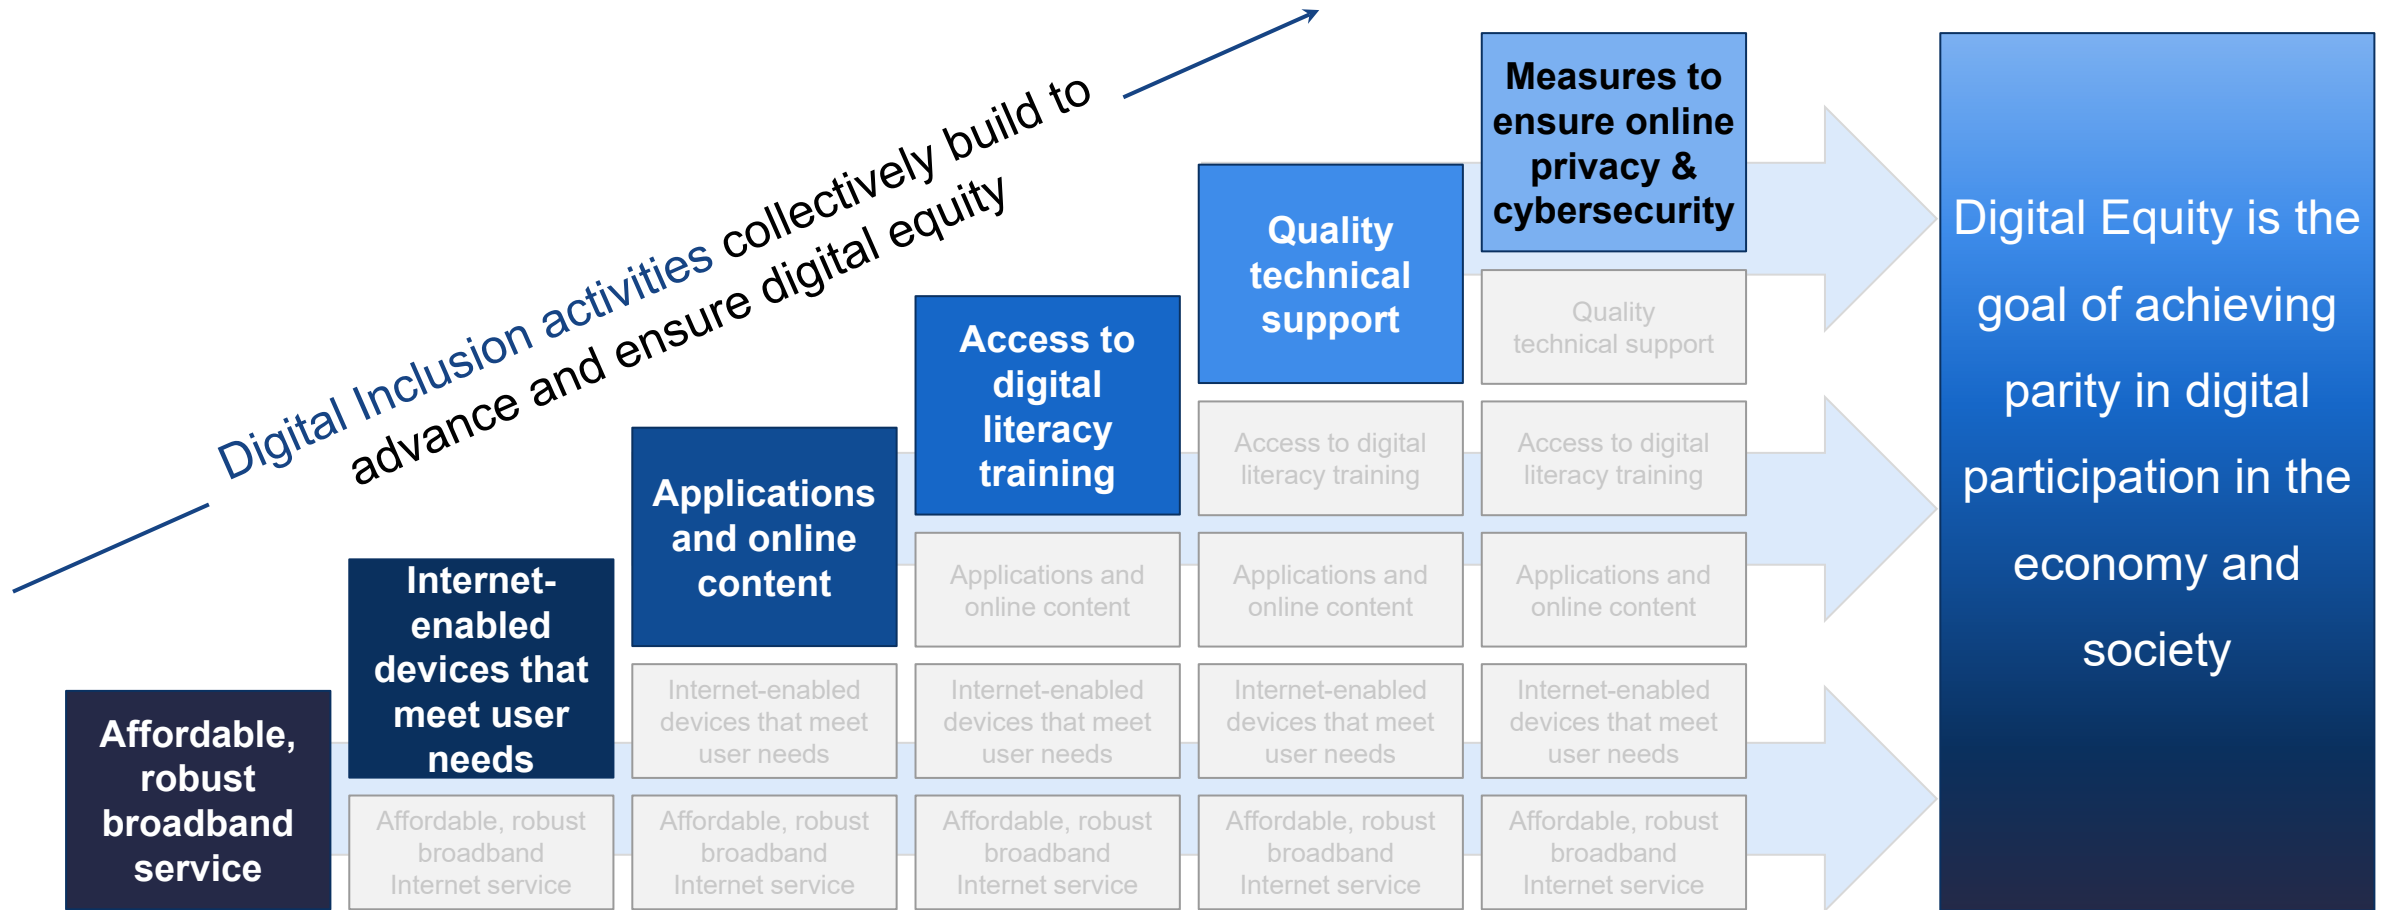 Digital Inclusion activities collectively build to
advance and ensure digital equity
Affordable,
robust
broadband
service
Internet-
enabled
devices that
meet user
needs
Affordable, robust
broadband
Internet service
Applications
and online
content
Internet-enabled
devices that meet
user needs
Affordable, robust
broadband
Internet service
Access to
digital
literacy
training
Applications and
online content
Internet-enabled
devices that meet
user needs
Affordable, robust
broadband
Internet service
Quality
technical
support
Access to digital
literacy training
Applications and
online content
Internet-enabled
devices that meet
user needs
Affordable, robust
broadband
Internet service
Measures to
ensure online
privacy &
cybersecurity
Quality
technical support
Access to digital
literacy training
Applications and
online content
Internet-enabled
devices that meet
user needs
Affordable, robust
broadband
Internet service
Digital Equity is the
goal of achieving
parity in digital
participation in the
economy and
society